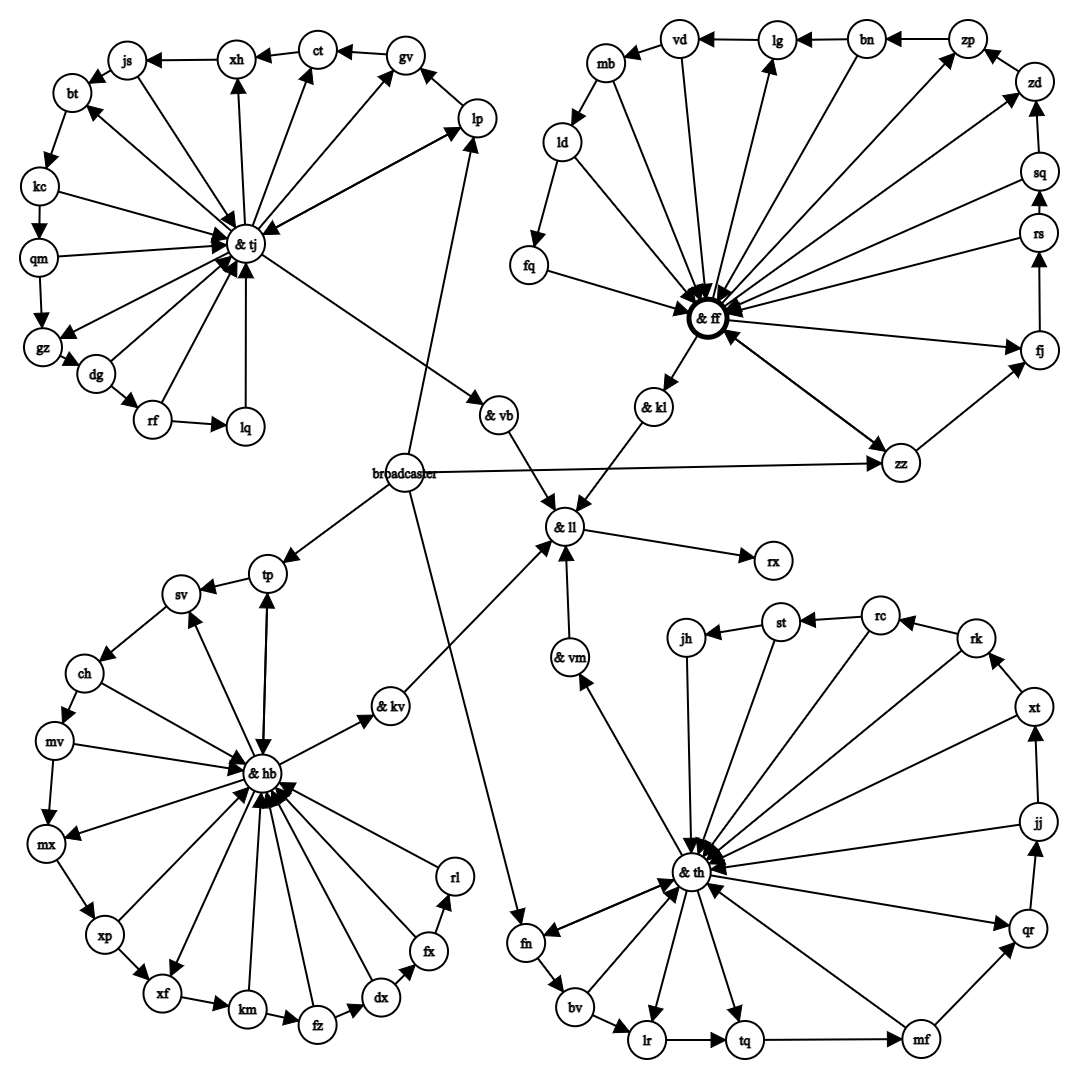 js
xh
ct
gv
bt
lp
kc
& tj
qm
gz
dg
rf
lq
vd
lg
bn
zp
mb
zd
ld
sq
rs
fq
& ff
fj
& vb
& kl
zz
broadcaster
& ll
rx
tp
sv
ch
& kv
mv
& hb
mx
rl
xp
fx
xf
km
dx
fz
& vm
jh
st
rc
rk
xt
jj
& th
fn
qr
bv
lr
tq
mf